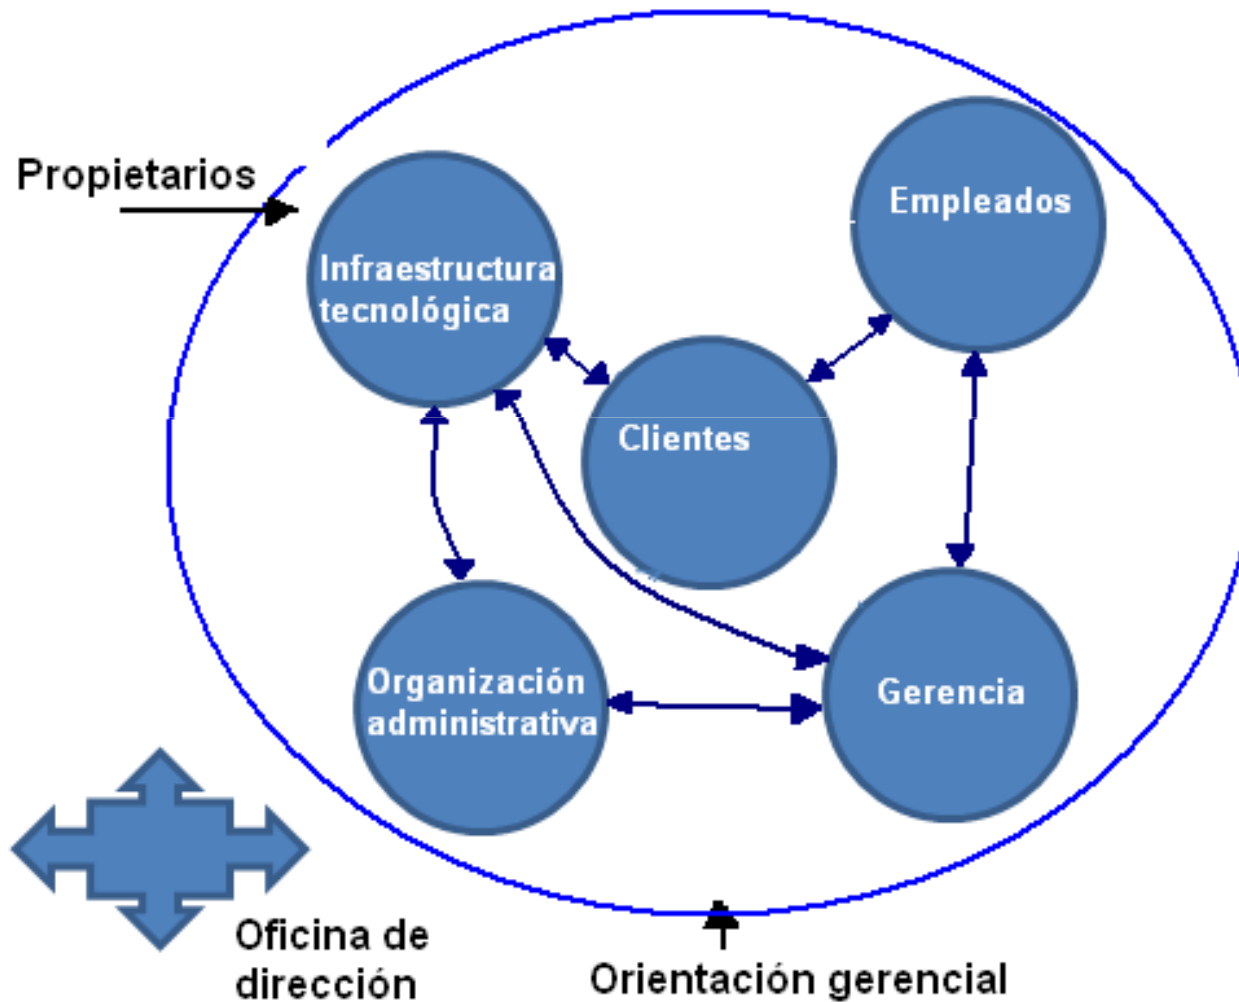 Propietarios
Empleados
Infraestructura
tecnológica
Clientes
Organización
administrativa
Gerencia
Oficina de
dirección
Orientación gerencial